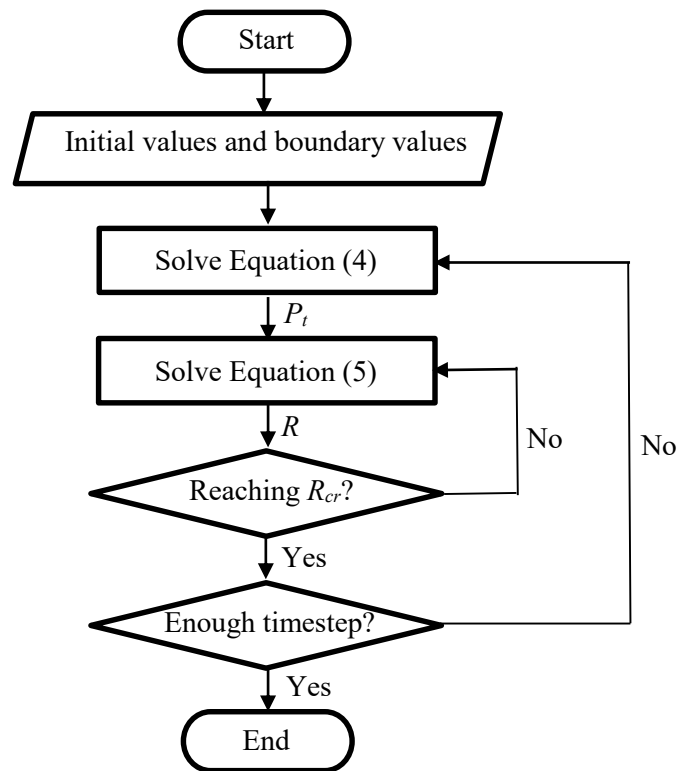 Start
Initial values and boundary values
Solve Equation (4)
Pt
Solve Equation (5)
R
No
No
Reaching Rcr?
Yes
Enough timestep?
Yes
End